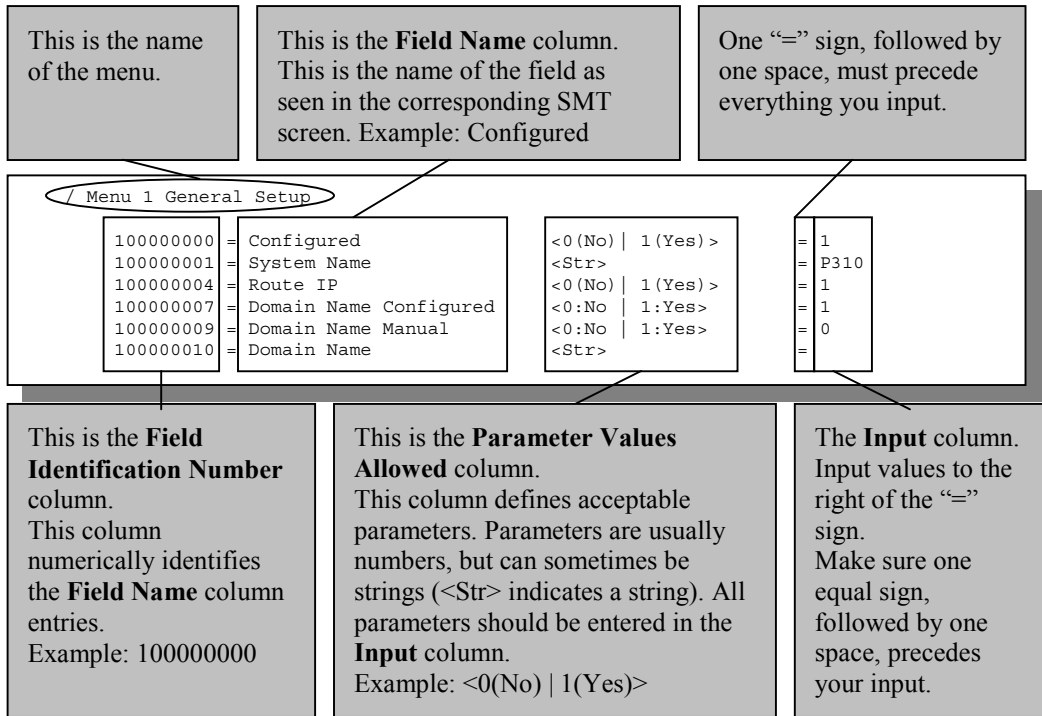 This is the name
of the menu.
This is the Field Name column.
This is the name of the field as
seen in the corresponding SMT
screen. Example: Configured
One “=” sign, followed by
one space, must precede
everything you input.
/ Menu 1 General Setup
100000000 = Configured <0(No)| 1(Yes)> = 1
100000001 = System Name <Str> = P310
100000004 = Route IP <0(No)| 1(Yes)> = 1
100000007 = Domain Name Configured <0:No | 1:Yes> = 1
100000009 = Domain Name Manual <0:No | 1:Yes> = 0
100000010 = Domain Name <Str> =
This is the Field
Identification Number
column.
This column
numerically identifies
the Field Name column
entries.
Example: 100000000
This is the Parameter Values
Allowed column.
This column defines acceptable
parameters. Parameters are usually
numbers, but can sometimes be
strings (<Str> indicates a string). All
parameters should be entered in the
Input column.
Example: <0(No) | 1(Yes)>
The Input column.
Input values to the
right of the “=”
sign.
Make sure one
equal sign,
followed by one
space, precedes
your input.